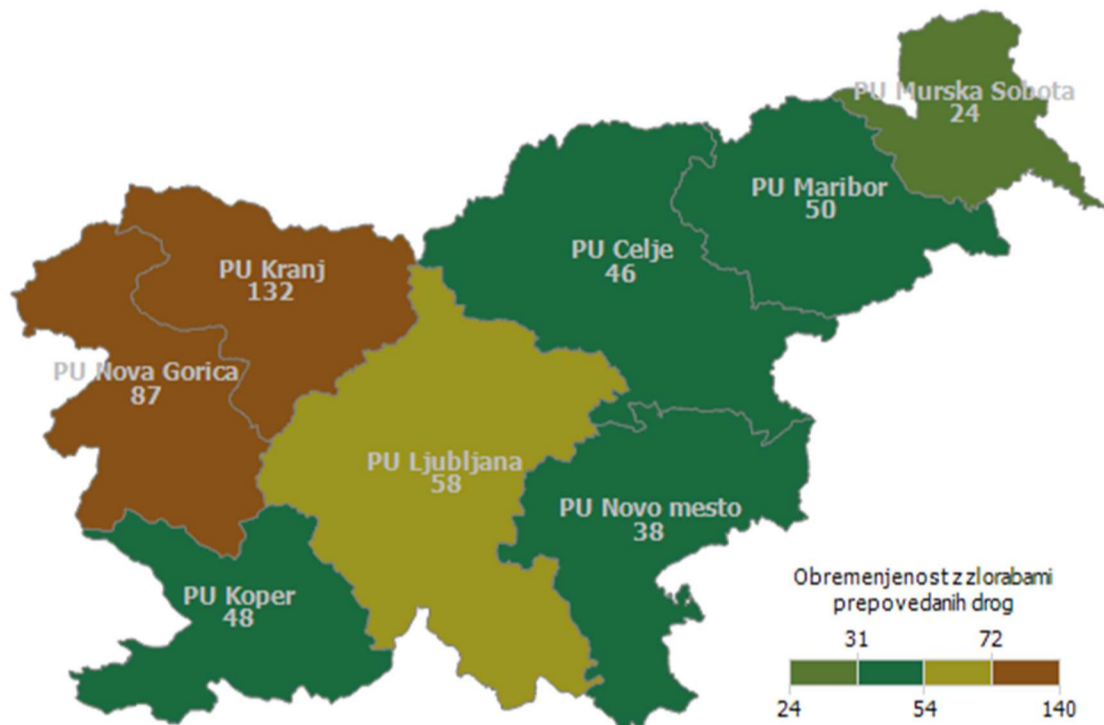 PU Murska Sobota
24
PU Maribor
50
PU Celje
46
PU Kranj
132
PU Nova Gorica
87
PU Ljubljana
58
PU Novo mesto
38
PU Koper
48
Obremenjenost z zlorabami
prepovedanih drog
31 72
24 54 140